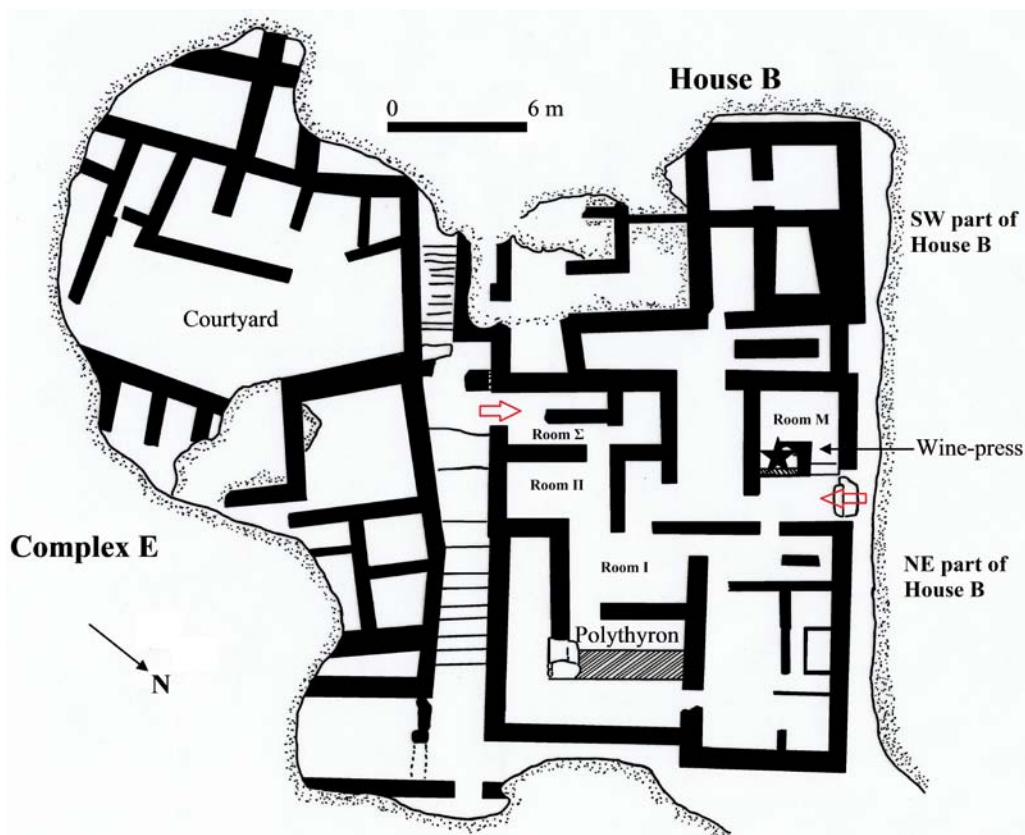 House B
0 6 m
SW part of
House B
Courtyard
Room M
Wine-press
Room Σ
Room Π
Complex E
Room I
NE part of
House B
Polythyron
N